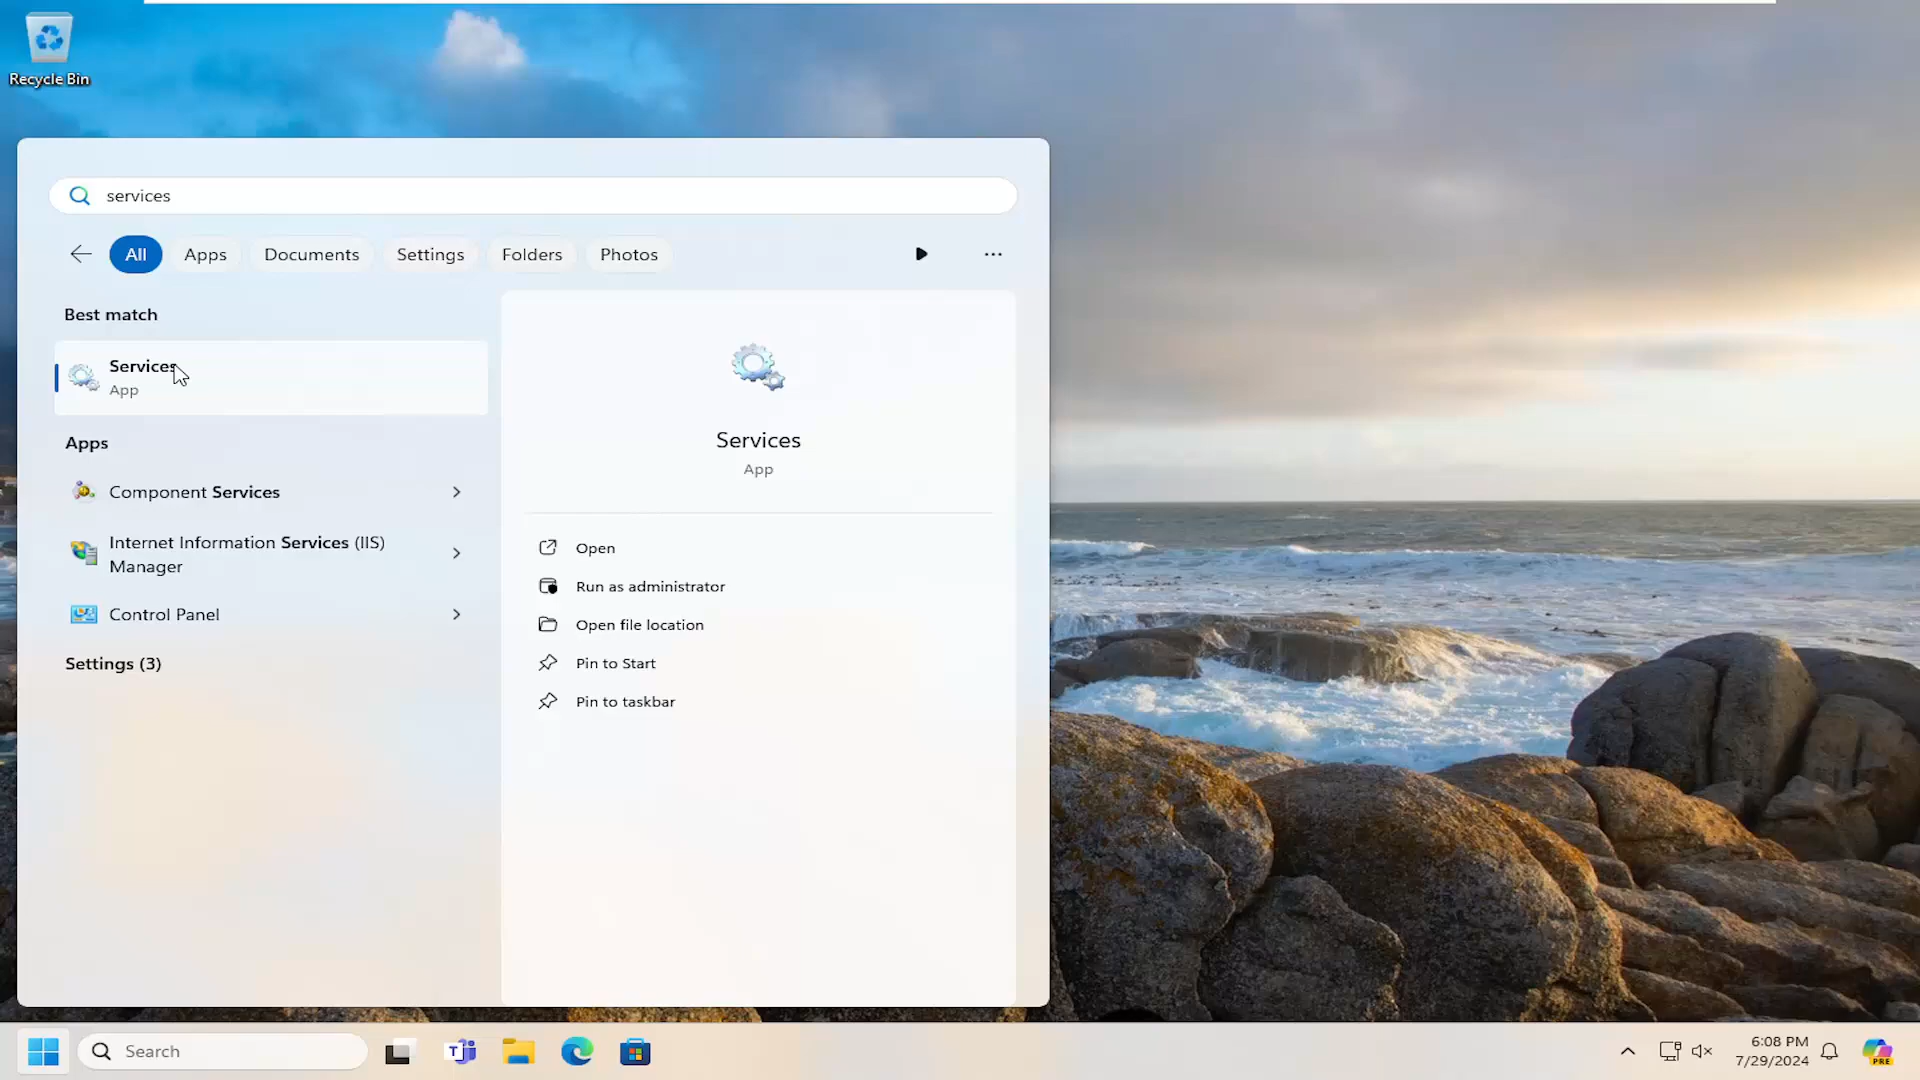 Recycle Bin
services
All
Apps
Documents
Settings
Folders
Photos
Best match
Services
App
Apps
Component Services
Internet Information Services (IIS)
Manager
Control Panel
Settings (3)
Services
App
Open
Run as administrator
Open file location
Pin to Start
Pin to taskbar
Search
T
6:08 PM
7/29/2024
PRE